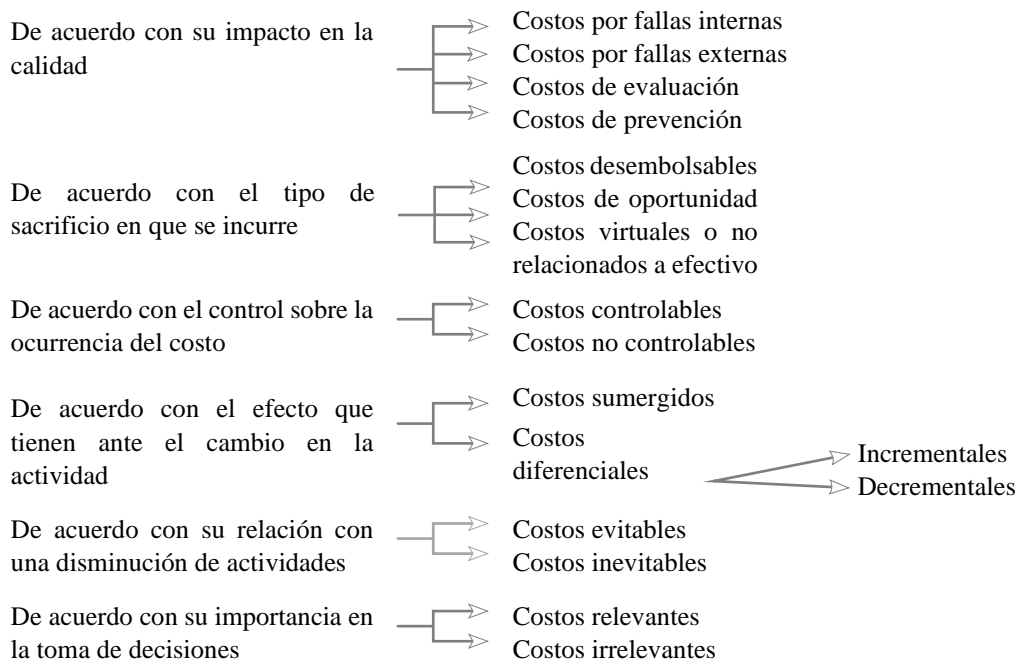 De acuerdo con su impacto en la
calidad
Costos por fallas internas
Costos por fallas externas
Costos de evaluación
Costos de prevención
De acuerdo con el tipo de
sacrificio en que se incurre
Costos desembolsables
Costos de oportunidad
Costos virtuales o no
relacionados a efectivo
De acuerdo con el control sobre la
ocurrencia del costo
Costos controlables
Costos no controlables
De acuerdo con el efecto que
tienen ante el cambio en la
actividad
Costos sumergidos
Costos
diferenciales
Incrementales
Decrementales
De acuerdo con su relación con
una disminución de actividades
Costos evitables
Costos inevitables
De acuerdo con su importancia en
la toma de decisiones
Costos relevantes
Costos irrelevantes